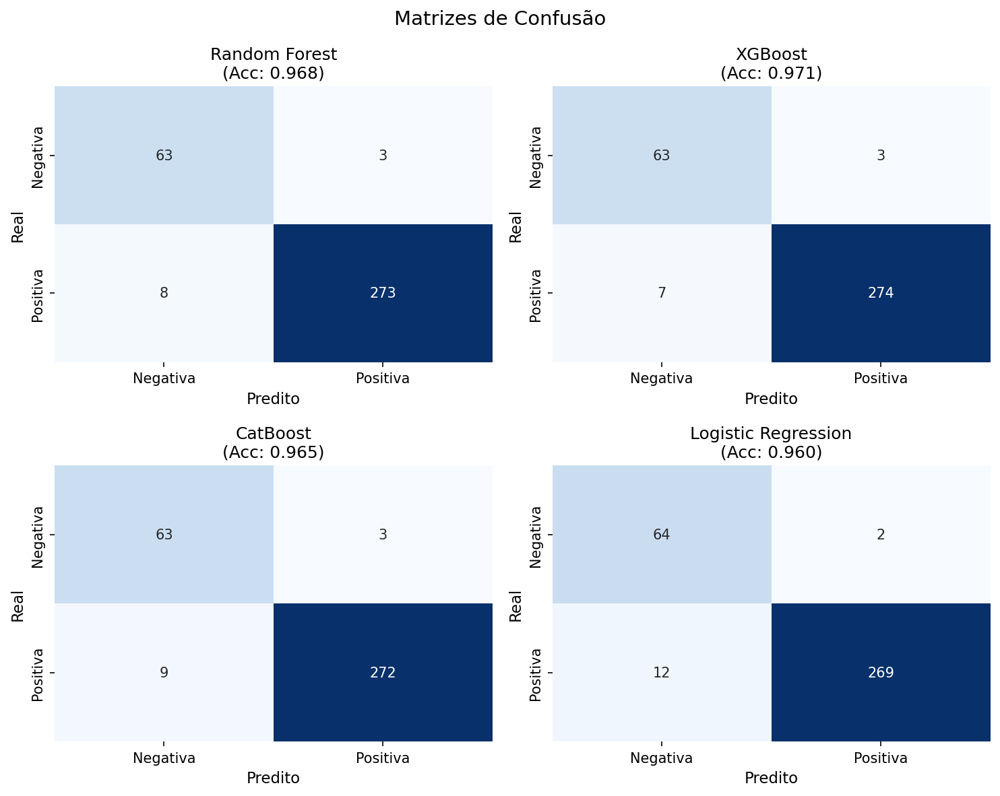 Matrizes de Confusão
Random Forest
(Acc: 0.968)
Real
Negativa
Positiva
63
3
8
273
Negativa
Positiva
Predito
XGBoost
(Acc: 0.971)
Real
Negativa
Positiva
63
3
7
274
Negativa
Positiva
Predito
CatBoost
(Acc: 0.965)
Real
Negativa
Positiva
63
3
9
272
Negativa
Positiva
Predito
Logistic Regression
(Acc: 0.960)
Real
Negativa
Positiva
64
2
12
269
Negativa
Positiva
Predito